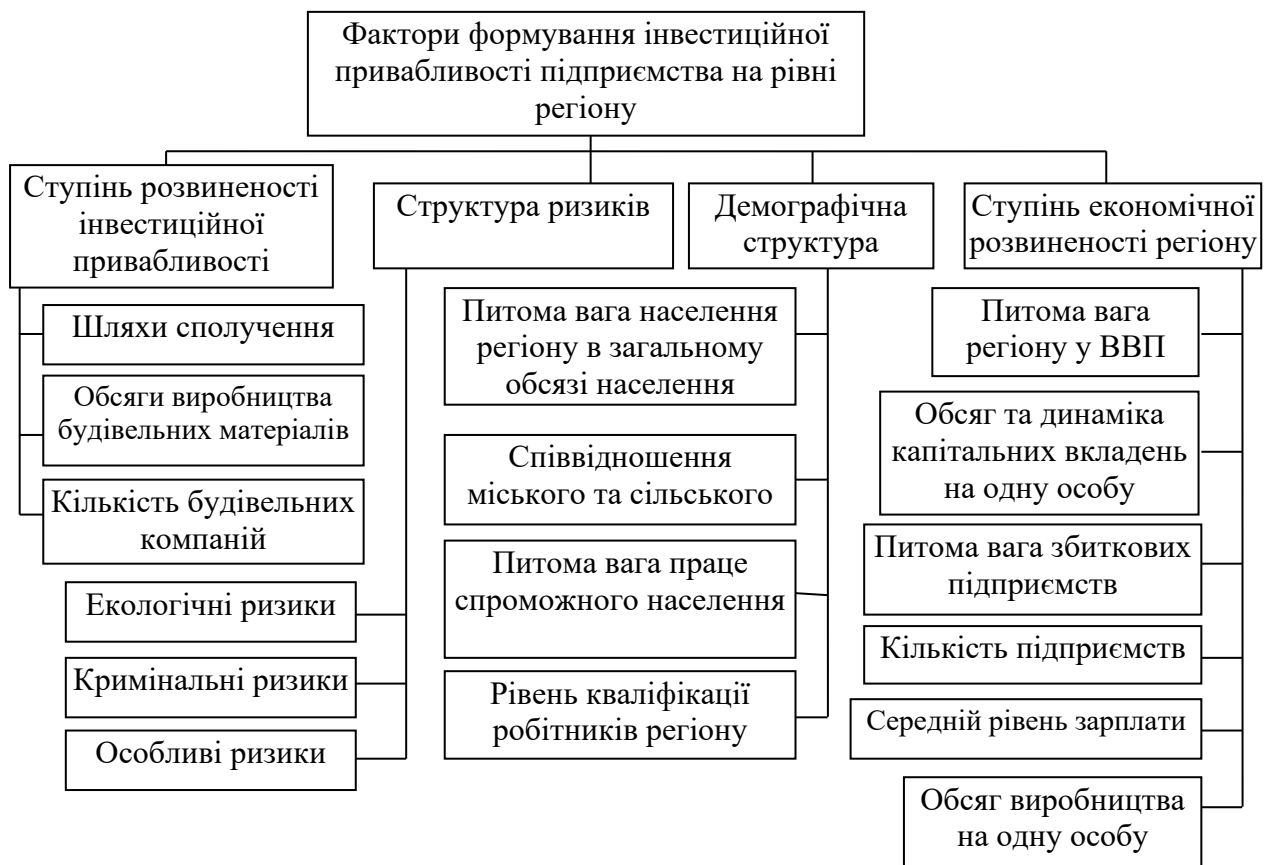 Фактори формування інвестиційної
привабливості підприємства на рівні
регіону
Ступінь розвиненості
інвестиційної
привабливості
Шляхи сполучення
Обсяги виробництва
будівельних матеріалів
Кількість будівельних
компаній
Структура ризиків
Екологічні ризики
Кримінальні ризики
Особливі ризики
Демографічна
структура
Питома вага населення
регіону в загальному
обсязі населення
Співвідношення
міського та сільського
Питома вага праце
спроможного населення
Рівень кваліфікації
робітників регіону
Ступінь економічної
розвиненості регіону
Питома вага
регіону у ВВП
Обсяг та динаміка
капітальних вкладень
на одну особу
Питома вага збиткових
підприємств
Кількість підприємств
Середній рівень зарплати
Обсяг виробництва
на одну особу